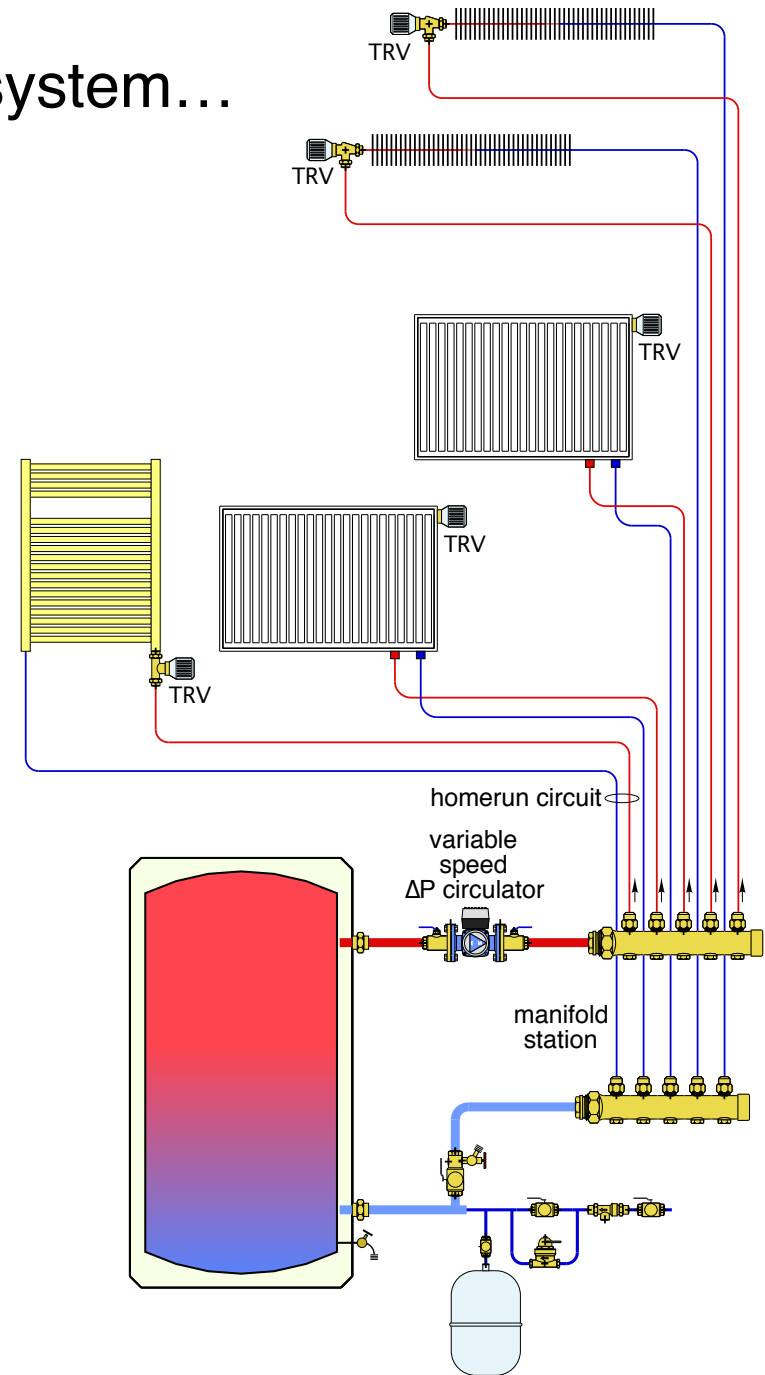 TRV
system…
TRV
TRV
TRV
TRV
homerun circuit
variable
speed
ΔP circulator
manifold
station